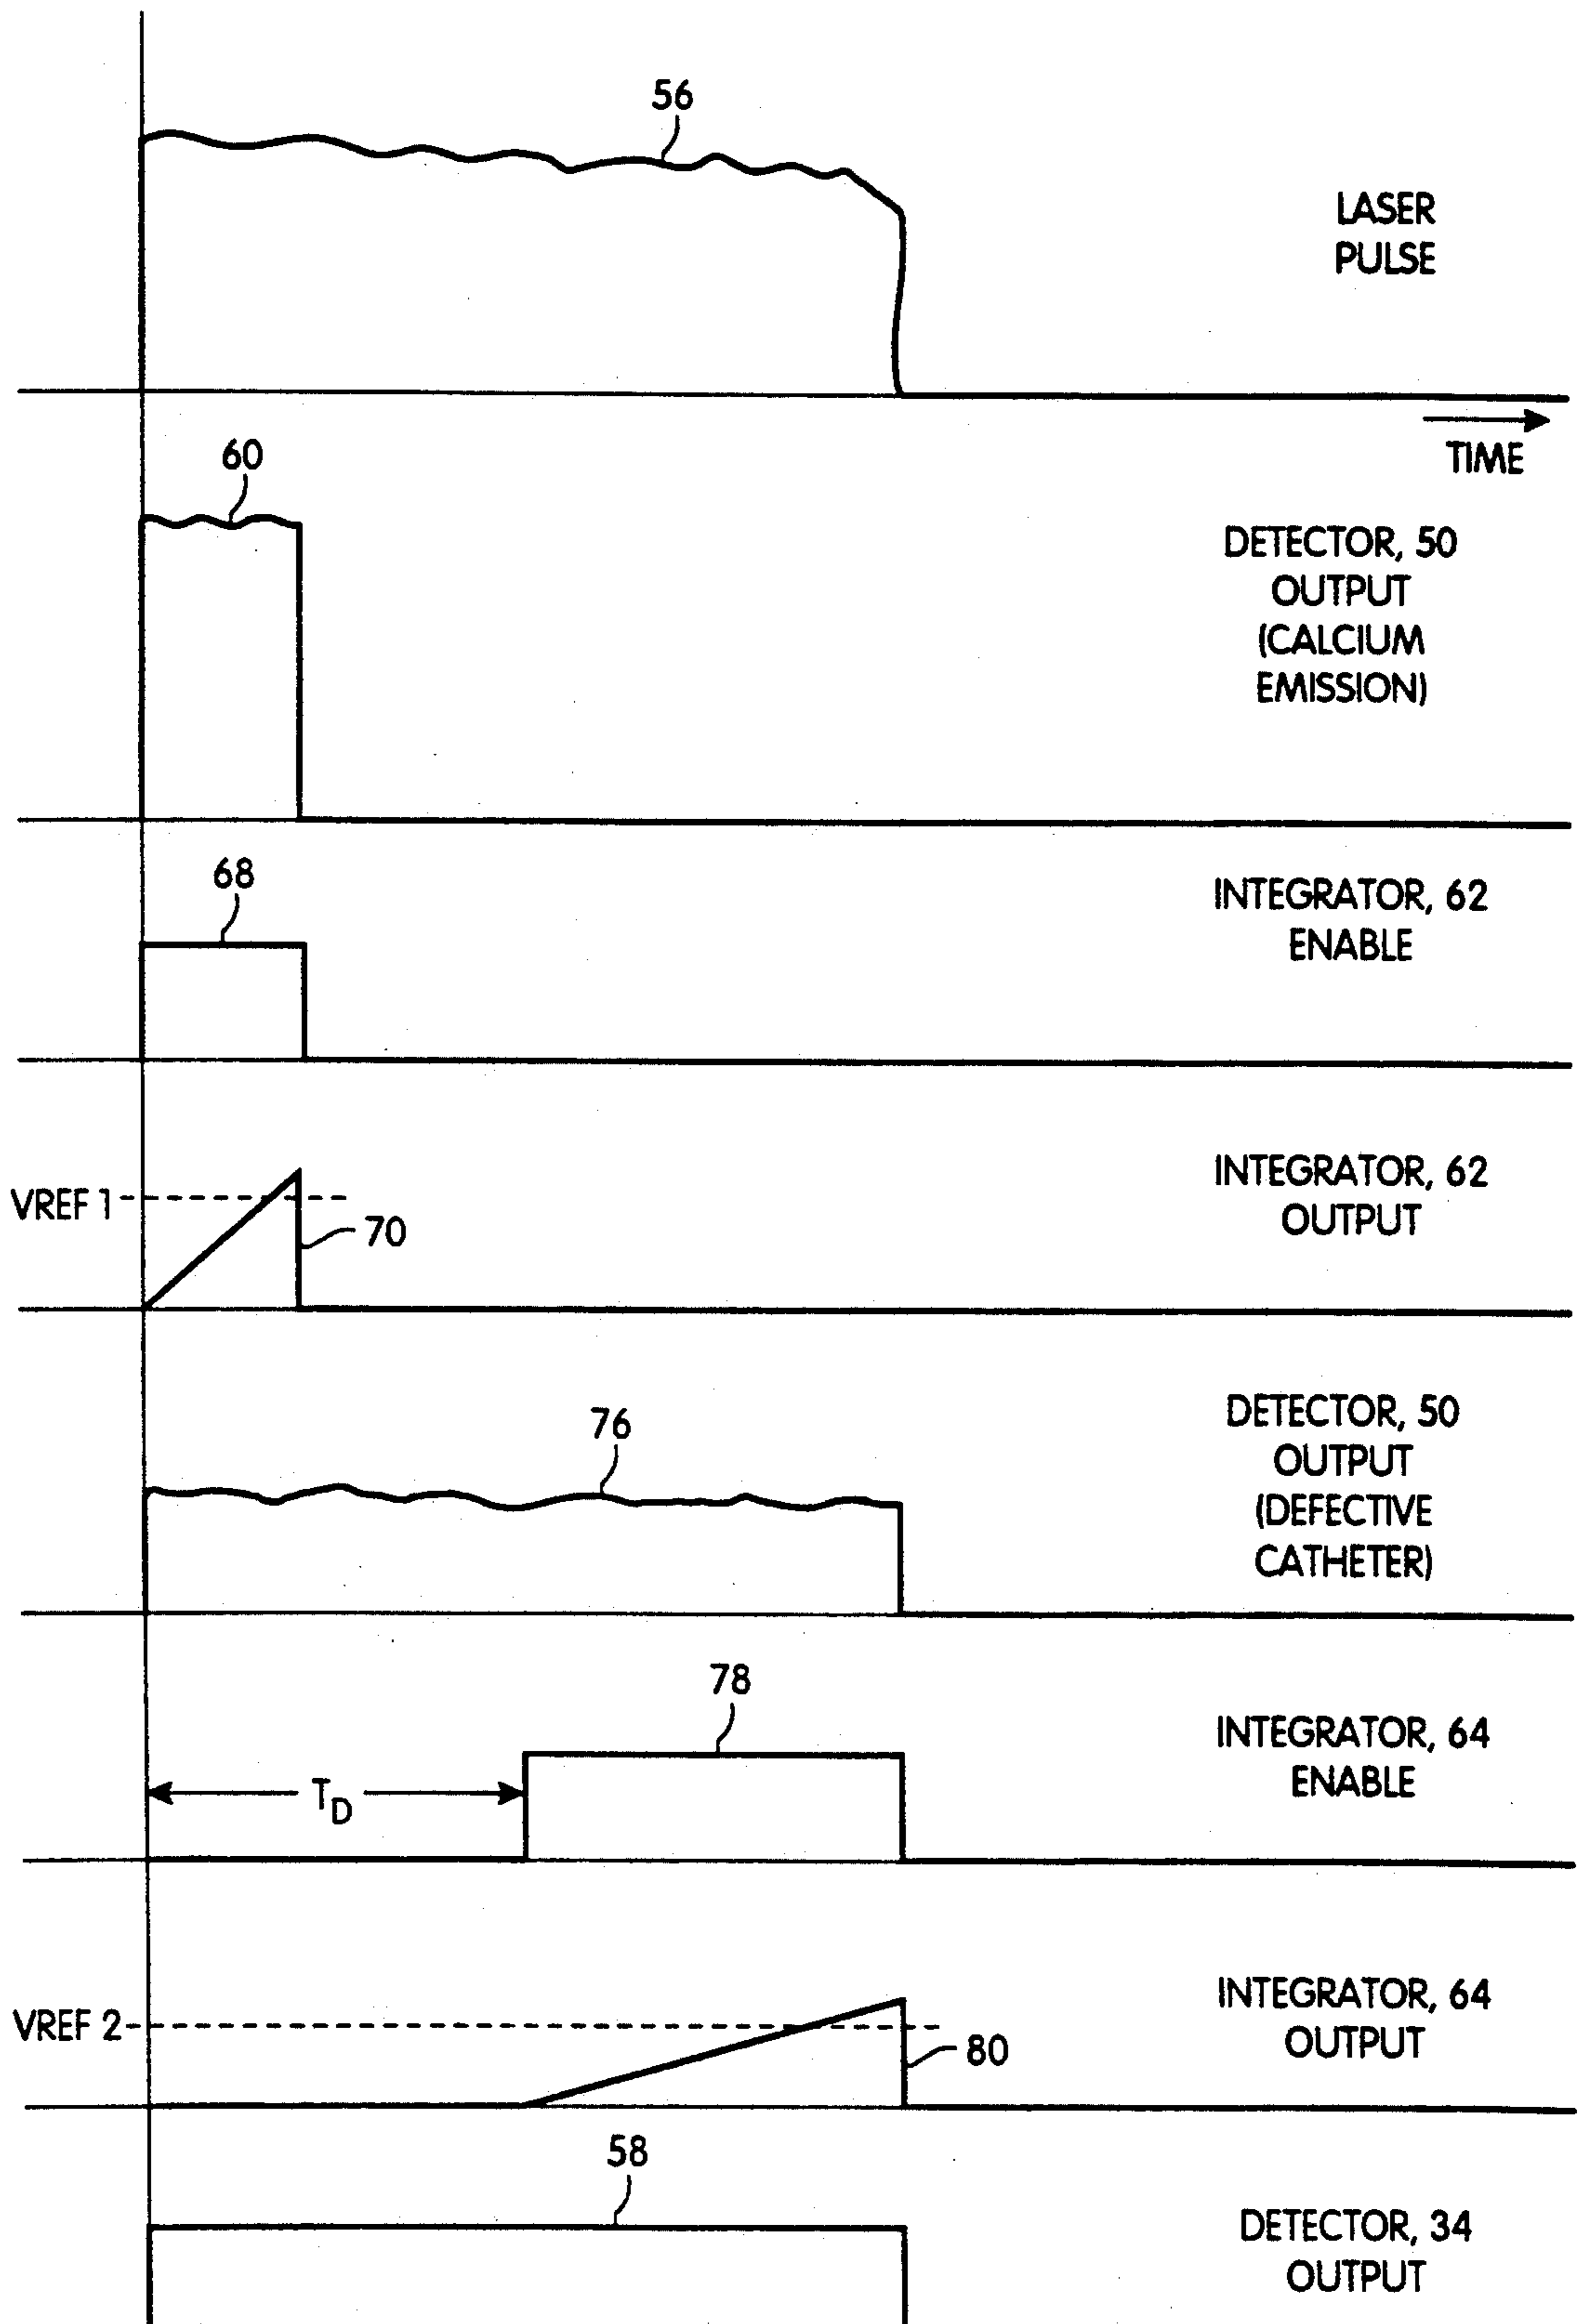 56
LASER
PULSE
TIME
60
DETECTOR, 50
OUTPUT
(CALCIUM
EMISSION)
68
INTEGRATOR, 62
ENABLE
VREF 1
70
INTEGRATOR, 62
OUTPUT
76
DETECTOR, 50
OUTPUT
(DEFECTIVE
CATHETER)
78
TD
INTEGRATOR, 64
ENABLE
VREF 2
80
INTEGRATOR, 64
OUTPUT
58
DETECTOR, 34
OUTPUT